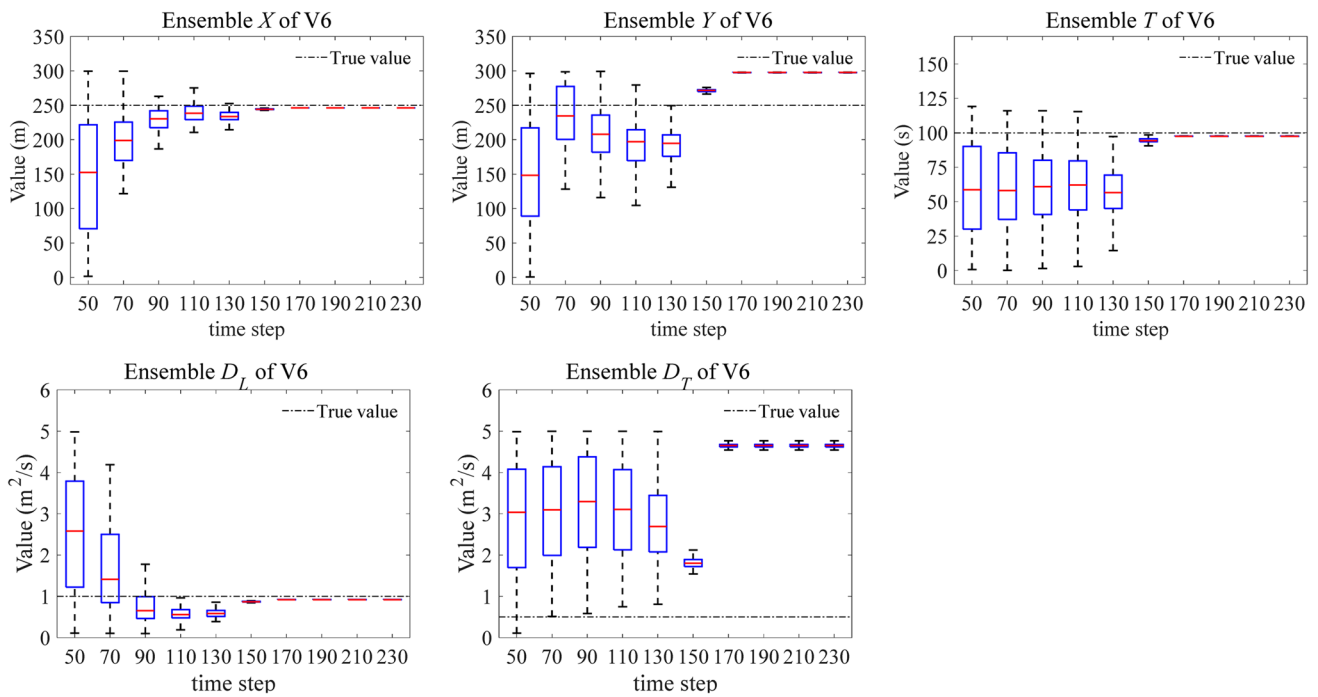 Ensemble X of V6
350
300
250
200
150
100
50
0
Value (m)
True value
50 70 90 110 130 150 170 190 210 230
time step
Ensemble Y of V6
350
300
250
200
150
100
50
0
Value (m)
True value
50 70 90 110 130 150 170 190 210 230
time step
Ensemble T of V6
150
125
100
75
50
25
0
Value (s)
True value
50 70 90 110 130 150 170 190 210 230
time step
Ensemble D_L of V6
6
5
4
3
2
1
0
Value (m²/s)
True value
50 70 90 110 130 150 170 190 210 230
time step
Ensemble D_T of V6
6
5
4
3
2
1
0
Value (m²/s)
True value
50 70 90 110 130 150 170 190 210 230
time step